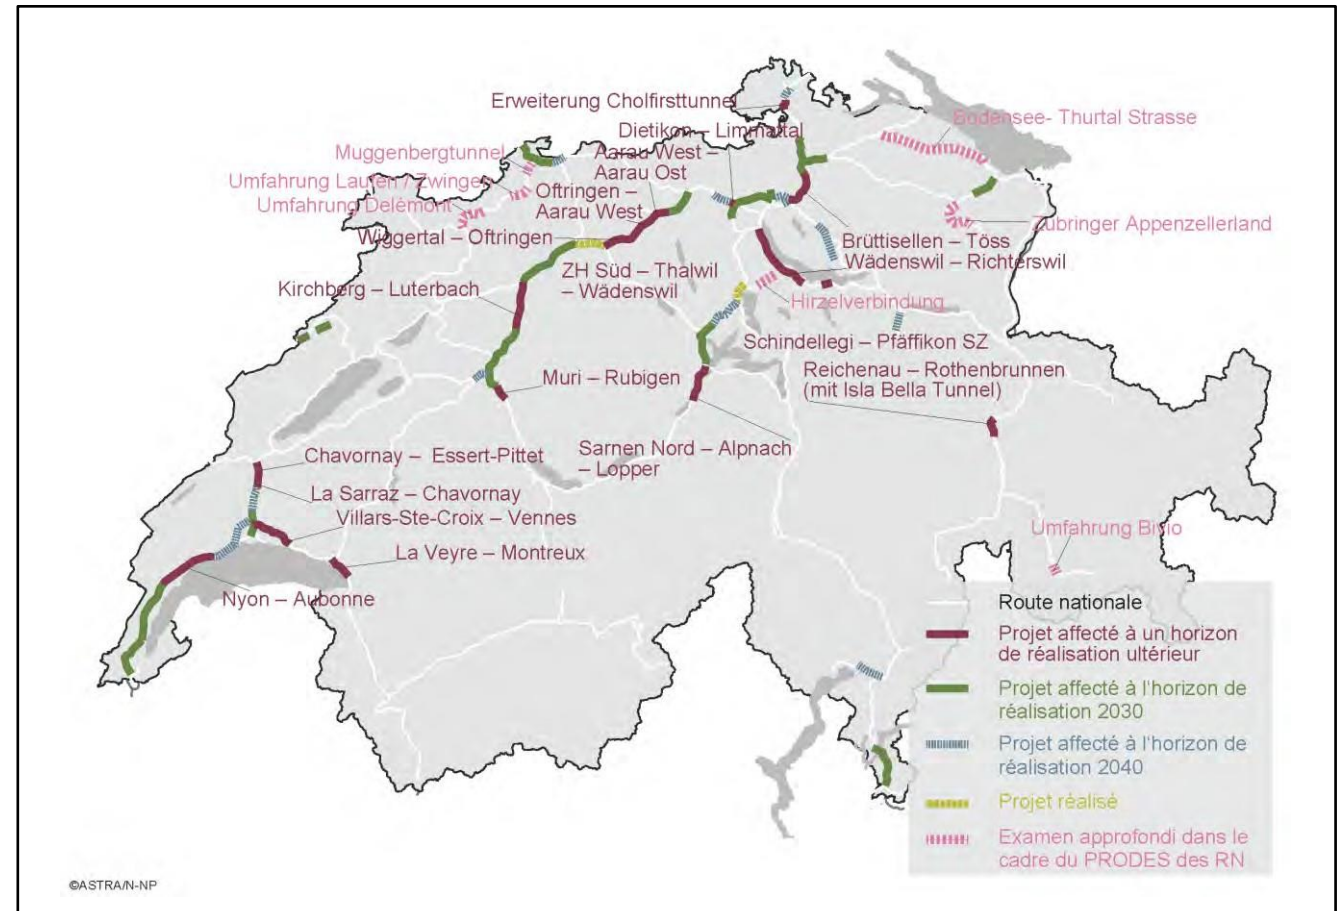 Erweiterung Cholfirsttunnel
Bodensee- Thurtal Strasse
Dietikon – Limmattal
Muggenbergtunnel
Aarau West –
Aarau Ost
Umfahrung Laufen / Zwingen
Oftringen –
Aarau West
Umfahrung Delémont
Zubringer Appenzellerland
Wiggertal – Oftringen
Brüttisellen – Töss
Wädenswil – Richterswil
ZH Süd – Thalwil
– Wädenswil
Kirchberg – Luterbach
Hirzelverbindung
Schindellegi – Pfäffikon SZ
Muri – Rubigen
Reichenau – Rothenbrunnen
(mit Isla Bella Tunnel)
Sarnen Nord – Alpnach
– Lopper
Chavornay – Essert-Pittet
La Sarraz – Chavornay
Villars-Ste-Croix – Vennes
La Veyre – Montreux
Nyon – Aubonne
Umfahrung Bivio
Route nationale
Projet affecté à un horizon
de réalisation ultérieur
Projet affecté à l'horizon de
réalisation 2030
Projet affecté à l'horizon de
réalisation 2040
Projet réalisé
Examen approfondi dans le
cadre du PRODES des RN
©ASTRA/N-NP